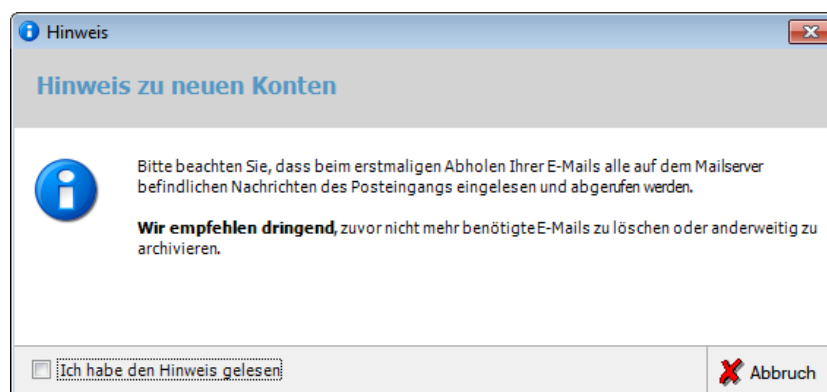 Hinweis
Hinweis zu neuen Konten
Bitte beachten Sie, dass beim erstmaligen Abholen Ihrer E-Mails alle auf dem Mailserver
befindlichen Nachrichten des Posteingangs eingelesen und abgerufen werden.
Wir empfehlen dringend, zuvor nicht mehr benötigte E-Mails zu löschen oder anderweitig zu
archivieren.
Ich habe den Hinweis gelesen
Abbruch